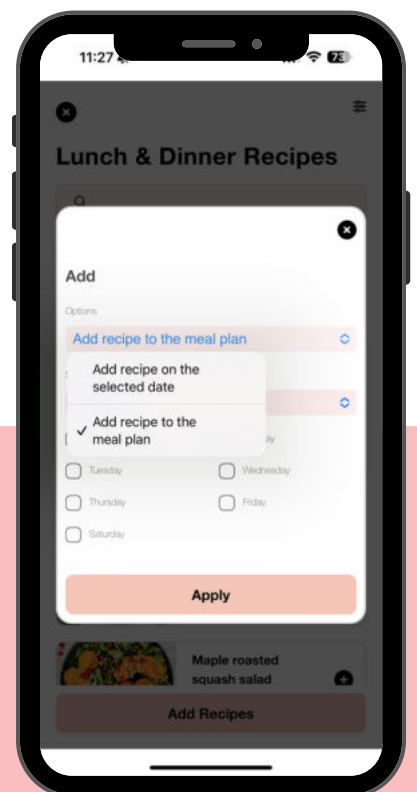 11:27
73
Lunch & Dinner Recipes
Add
Options
Add recipe to the meal plan
Add recipe on the
selected date
✓ Add recipe to the
meal plan
Tuesday
Wednesday
Thursday
Friday
Saturday
Apply
Maple roasted
squash salad
Add Recipes